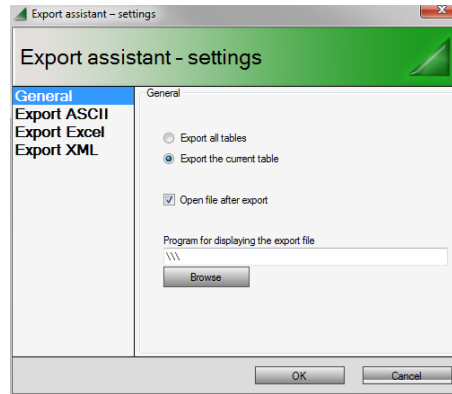 Export assistant – settings
Export assistant - settings
General
Export ASCII
Export Excel
Export XML
General
Export all tables
Export the current table
Open file after export
Program for displaying the export file
\\\
Browse
OK
Cancel